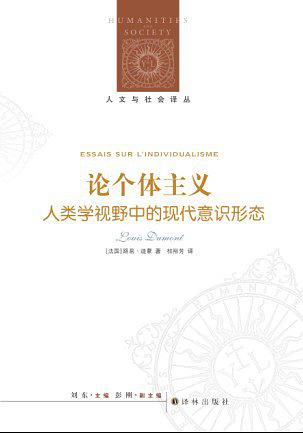 HUMANITIES
AND
SOCIETY
人文与社会译丛
ESSAIS SUR L'INDIVIDUALISME
论个体主义
人类学视野中的现代意识形态
Louis Dumont
[法国]路易·迪蒙 著 桂裕芳 译
刘东·主编 彭刚·副主编
译林出版社